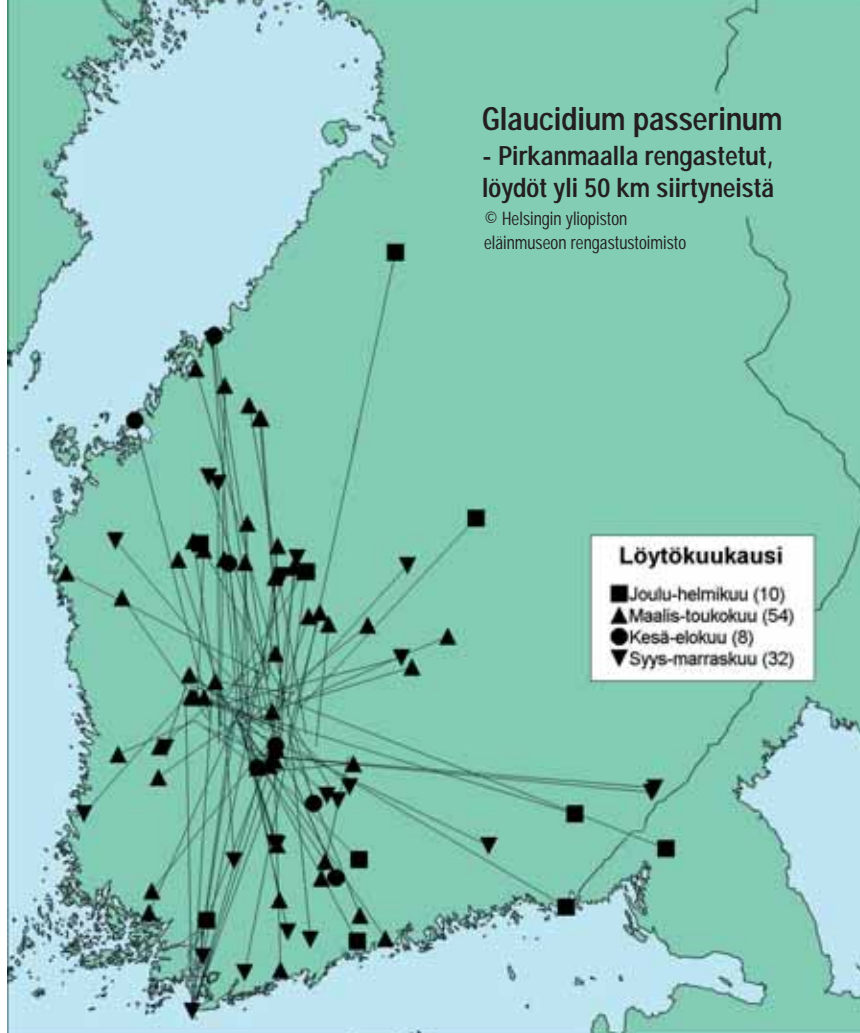 Glaucidium passerinum
- Pirkanmaalla rengastetut,
löydöt yli 50 km siirtyneistä
© Helsingin yliopiston
eläinmuseon rengastustoimisto
Löytökuukausi
Joulu-helmikuu (10)
Maalis-toukokuu (54)
Kesä-elokuu (8)
Syys-marraskuu (32)